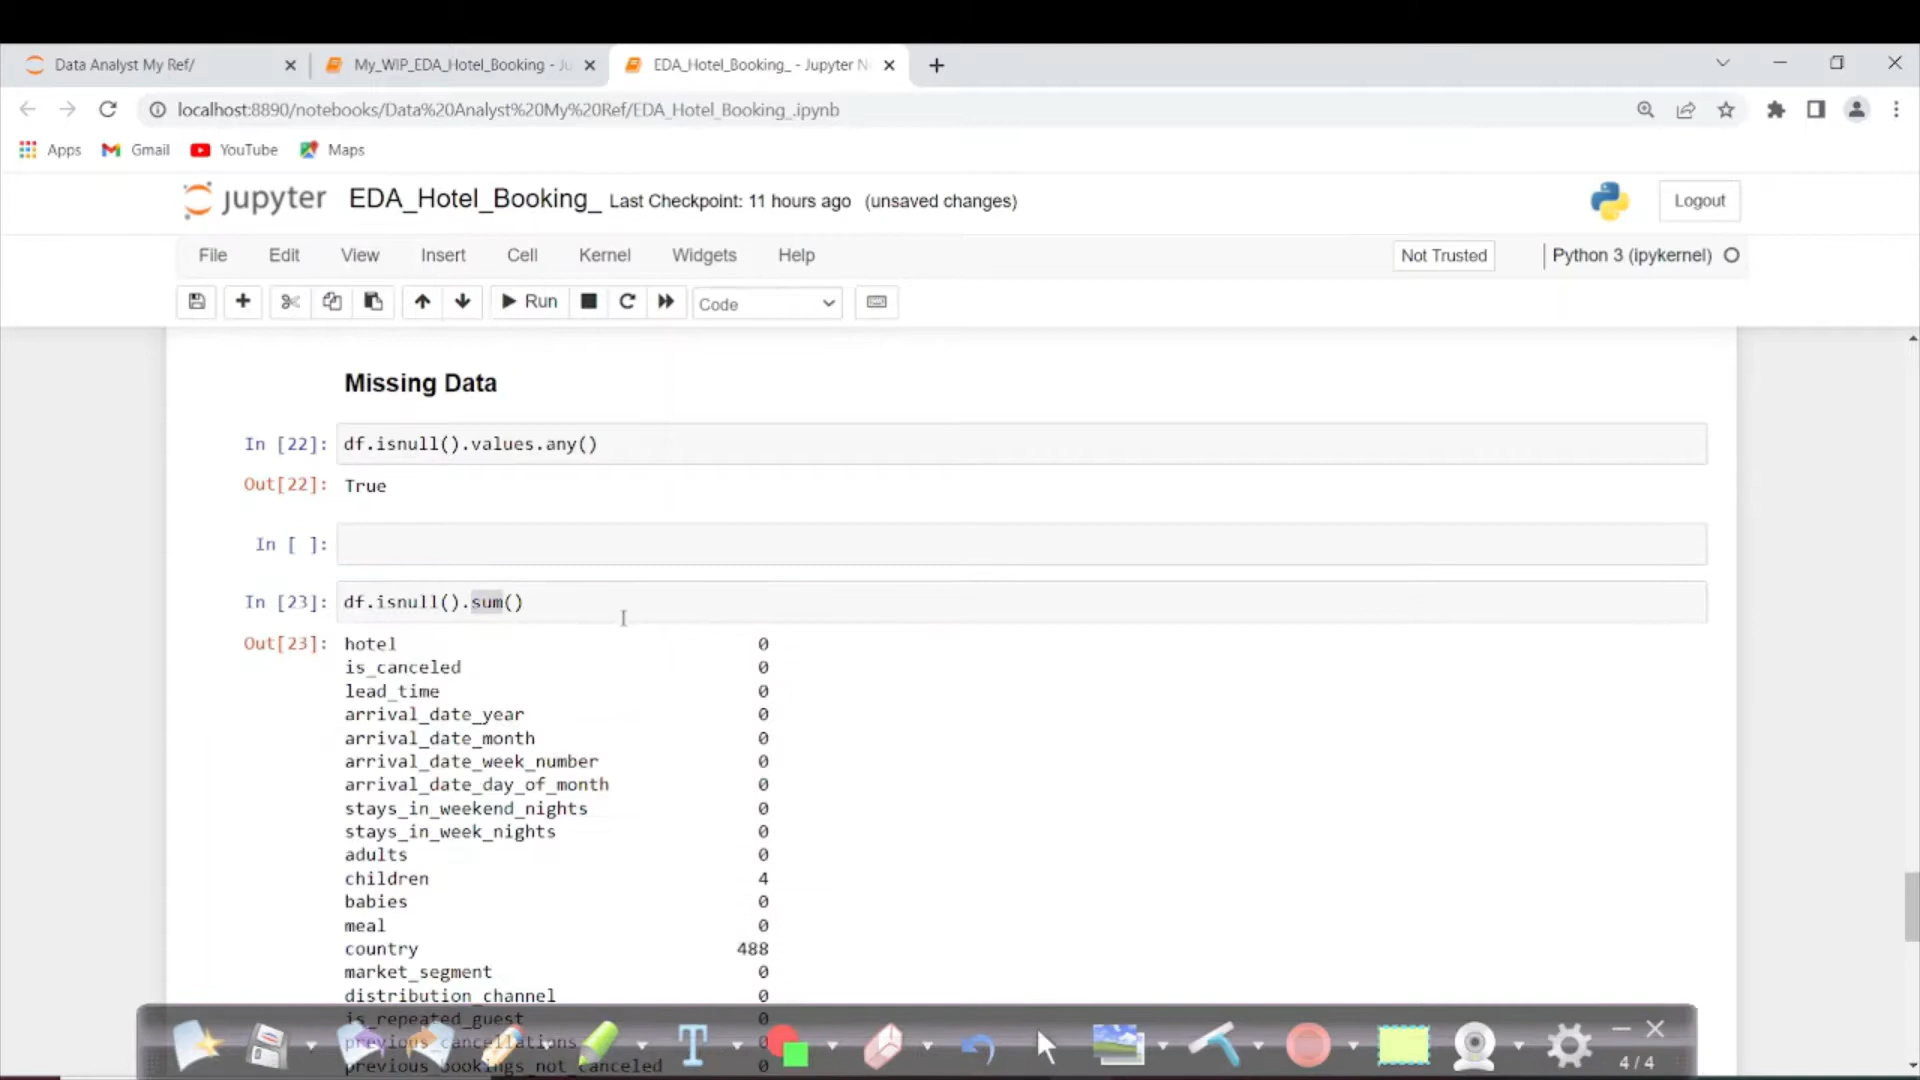 Data Analyst My Ref/
My_WIP_EDA_Hotel_Booking - Ju
EDA_Hotel_Booking_ - Jupyter N
localhost:8890/notebooks/Data%20Analyst%20My%20Ref/EDA_Hotel_Booking_.ipynb
Apps Gmail YouTube Maps
jupyter EDA_Hotel_Booking_ Last Checkpoint: 11 hours ago (unsaved changes) Logout
File Edit View Insert Cell Kernel Widgets Help Not Trusted Python 3 (ipykernel)
Run Code
Missing Data
In [22]: df.isnull().values.any()
Out[22]: True
In [ ]:
In [23]: df.isnull().sum()
Out[23]: hotel 0
is_canceled 0
lead_time 0
arrival_date_year 0
arrival_date_month 0
arrival_date_week_number 0
arrival_date_day_of_month 0
stays_in_weekend_nights 0
stays_in_week_nights 0
adults 0
children 4
babies 0
meal 0
country 488
market_segment 0
distribution_channel 0
is_repeated_guest 0
previous_cancellations 0
previous_bookings_not_canceled 0
T
4/4